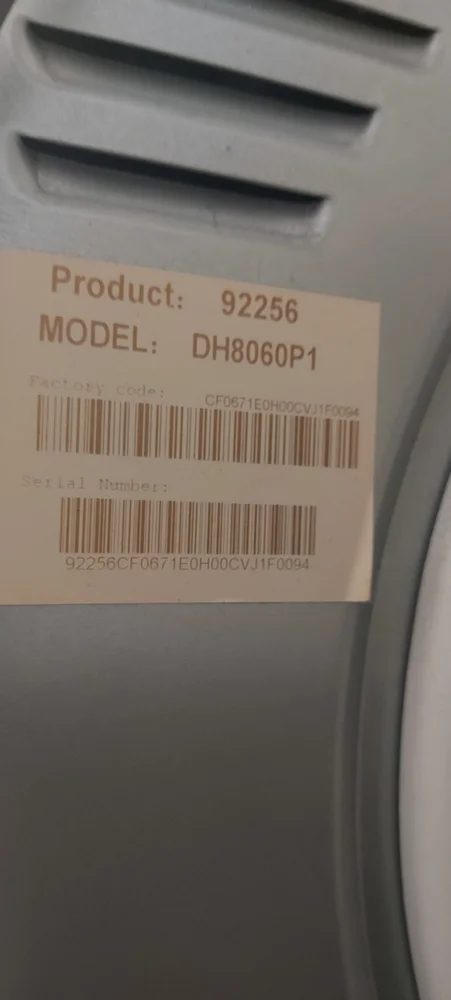 Product: 92256
MODEL: DH8060P1
Factory code: CF0671E0H00CVJ1F0094
Serial Number:
92256CF0671E0H00CVJ1F0094